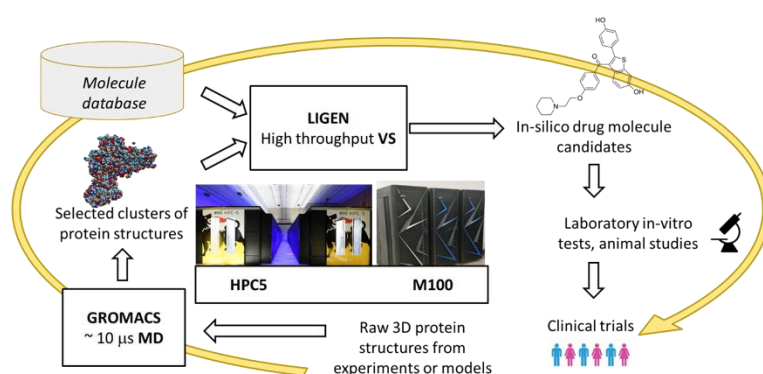 HO
S
O
N
O
OH
Molecule
database
LIGEN
High throughput VS
In-silico drug molecule
candidates
Selected clusters of
protein structures
HPC5
M100
Laboratory in-vitro
tests, animal studies
GROMACS
~ 10 µs MD
Raw 3D protein
structures from
experiments or models
Clinical trials